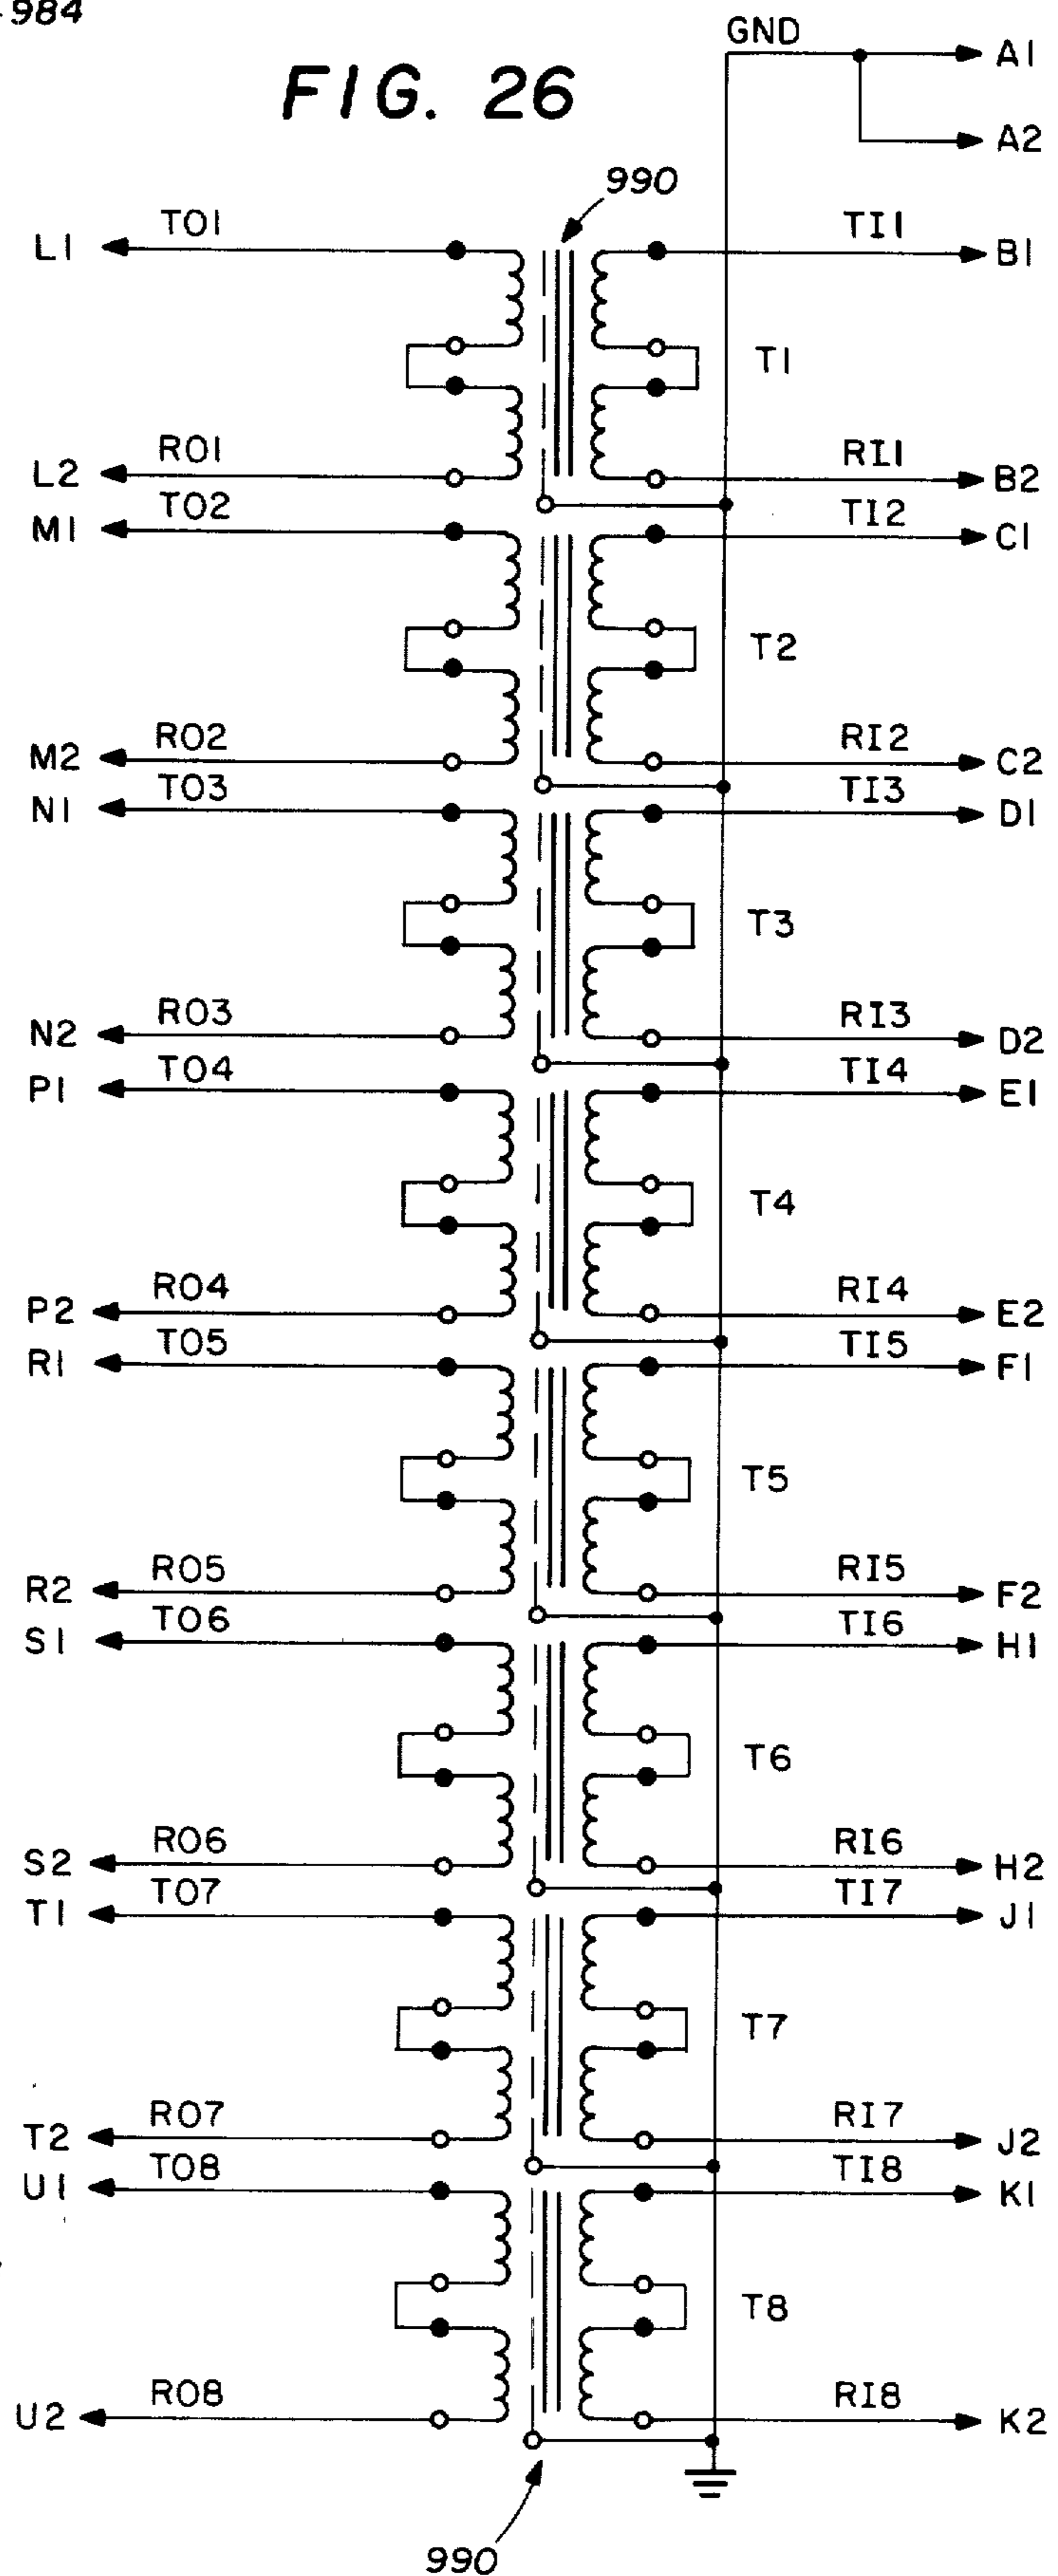 984
GND
A1
FIG. 26
A2
990
L1 TO1 TI1 B1
T1
L2 RO1 RI1 B2
M1 TO2 TI2 C1
T2
M2 RO2 RI2 C2
N1 TO3 TI3 D1
T3
N2 RO3 RI3 D2
P1 TO4 TI4 E1
T4
P2 RO4 RI4 E2
R1 TO5 TI5 F1
T5
R2 RO5 RI5 F2
S1 TO6 TI6 H1
T6
S2 RO6 RI6 H2
T1 TO7 TI7 J1
T7
T2 RO7 RI7 J2
U1 TO8 TI8 K1
T8
U2 RO8 RI8 K2
990